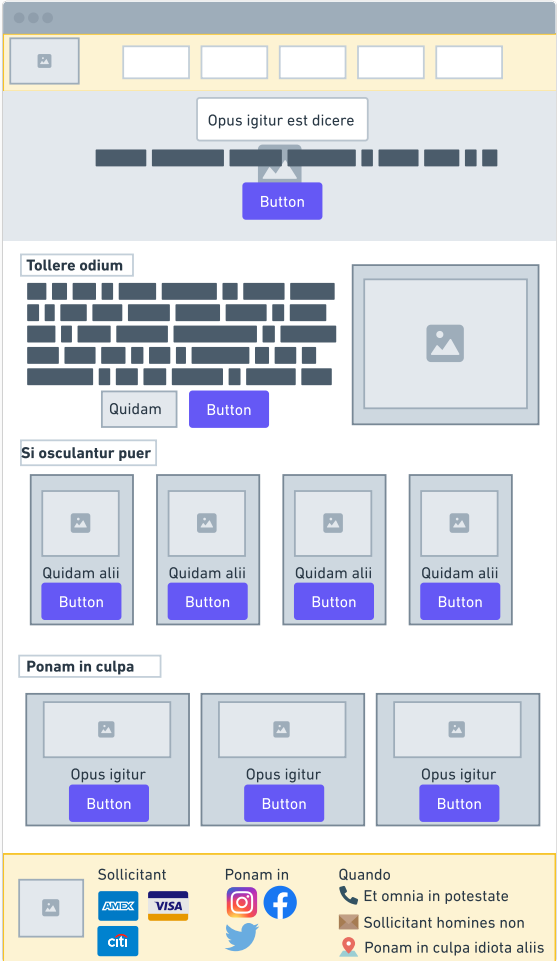 Opus igitur est dicere
Button
Tollere odium
Quidam
Button
Si osculantur puer
Quidam alii
Quidam alii
Quidam alii
Quidam alii
Button
Button
Button
Button
Ponam in culpa
Opus igitur
Opus igitur
Opus igitur
Button
Button
Button
Sollicitant
AMEX
VISA
citi
Ponam in
Quando
Et omnia in potestate
Sollicitant homines non
Ponam in culpa idiota aliis